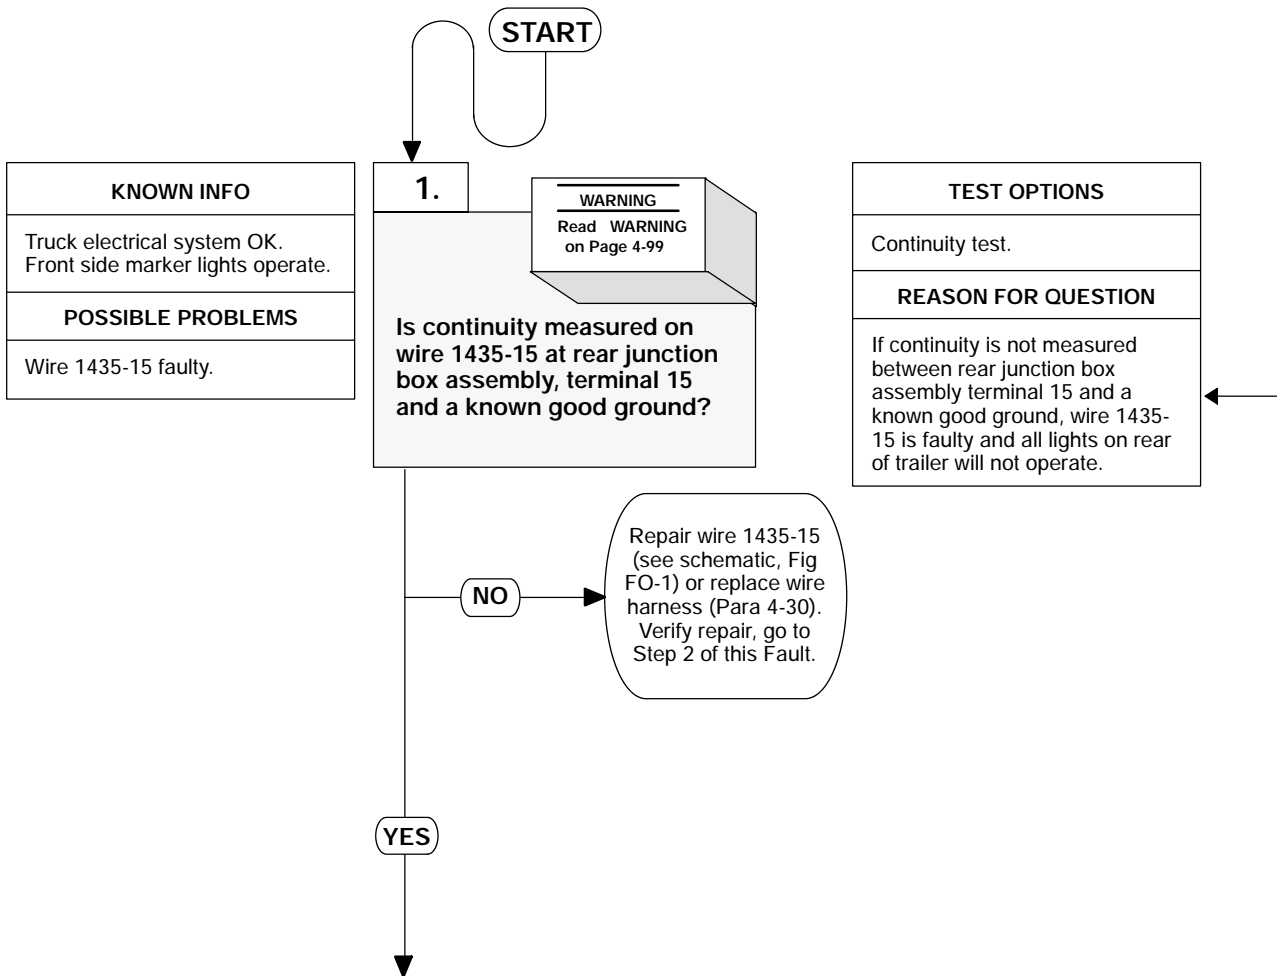 START
KNOWN INFO
Truck electrical system OK.
Front side marker lights operate.
POSSIBLE PROBLEMS
Wire 1435-15 faulty.
1.
WARNING
Read WARNING
on Page 4-99
Is continuity measured on
wire 1435-15 at rear junction
box assembly, terminal 15
and a known good ground?
TEST OPTIONS
Continuity test.
REASON FOR QUESTION
If continuity is not measured
between rear junction box
assembly terminal 15 and a
known good ground, wire 1435-
15 is faulty and all lights on rear
of trailer will not operate.
NO
Repair wire 1435-15
(see schematic, Fig
FO-1) or replace wire
harness (Para 4-30).
Verify repair, go to
Step 2 of this Fault.
YES